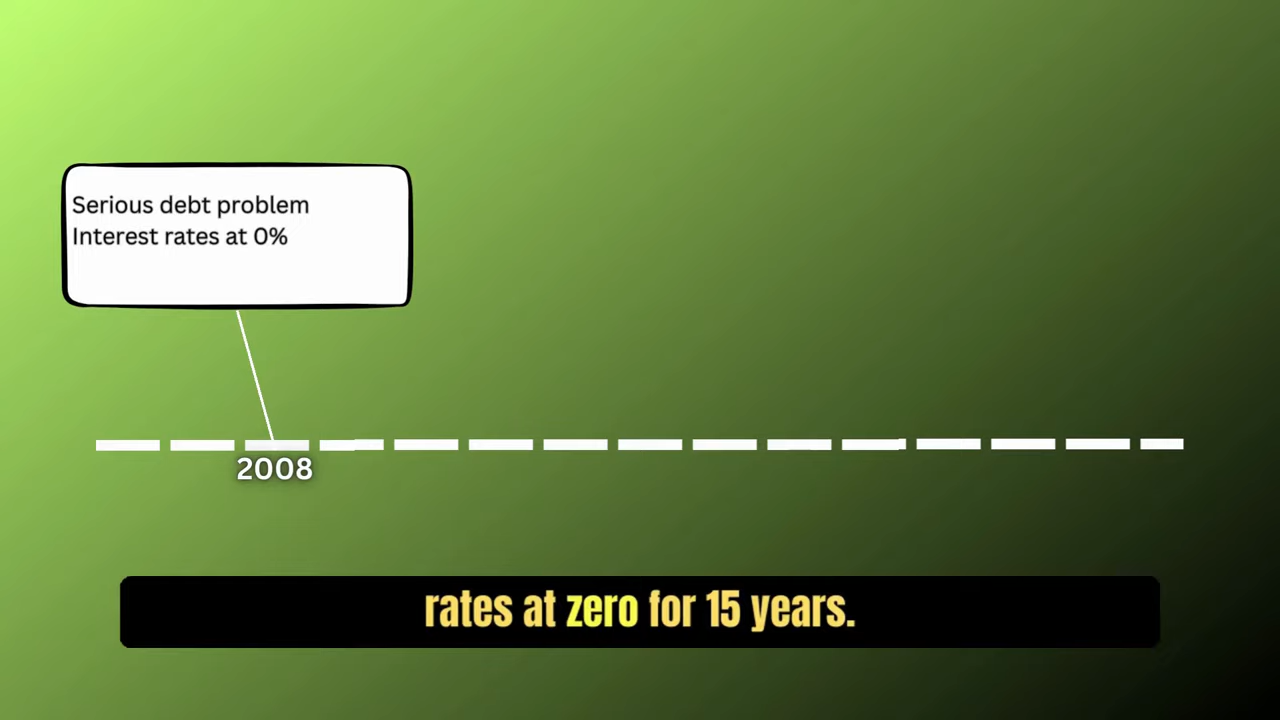 Serious debt problem
Interest rates at 0%
2008
rates at zero for 15 years.